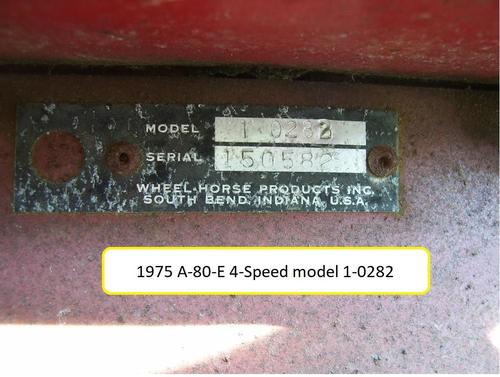 MODEL 1 0282
SERIAL 150582
WHEEL HORSE PRODUCTS INC.
SOUTH BEND, INDIANA, U.S.A.
1975 A-80-E 4-Speed model 1-0282